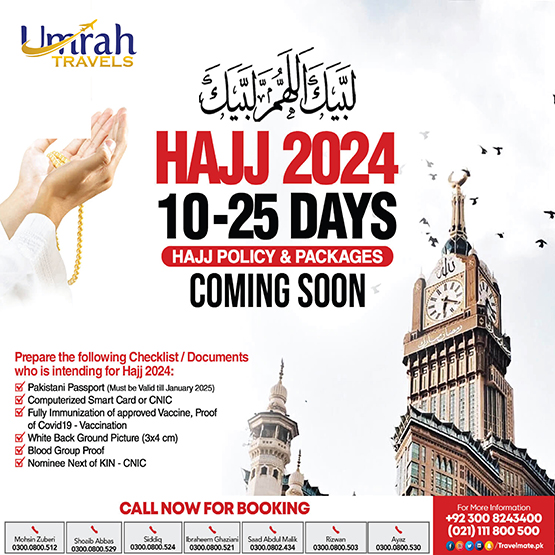 Umrah
TRAVELS
لبيك اللهم لبيك
HAJJ 2024
10-25 DAYS
HAJJ POLICY & PACKAGES
COMING SOON
Prepare the following Checklist / Documents
who is intending for Hajj 2024:
Pakistani Passport (Must be Valid till January 2025)
Computerized Smart Card or CNIC
Fully Immunization of approved Vaccine, Proof
of Covid19 - Vaccination
White Back Ground Picture (3x4 cm)
Blood Group Proof
Nominee Next of KIN - CNIC
CALL NOW FOR BOOKING
Mohsin Zuberi
0300.0800.512
Shoaib Abbas
0300.0800.529
Siddiq
0300.0800.524
Ibraheem Ghaziani
0300.0800.521
Saad Abdul Malik
0300.0802.434
Rizwan
0300.0800.503
Ayaz
0300.0800.530
For More Information
+92 300 8243400
(021) 111 800 500
/Travelmate.pk